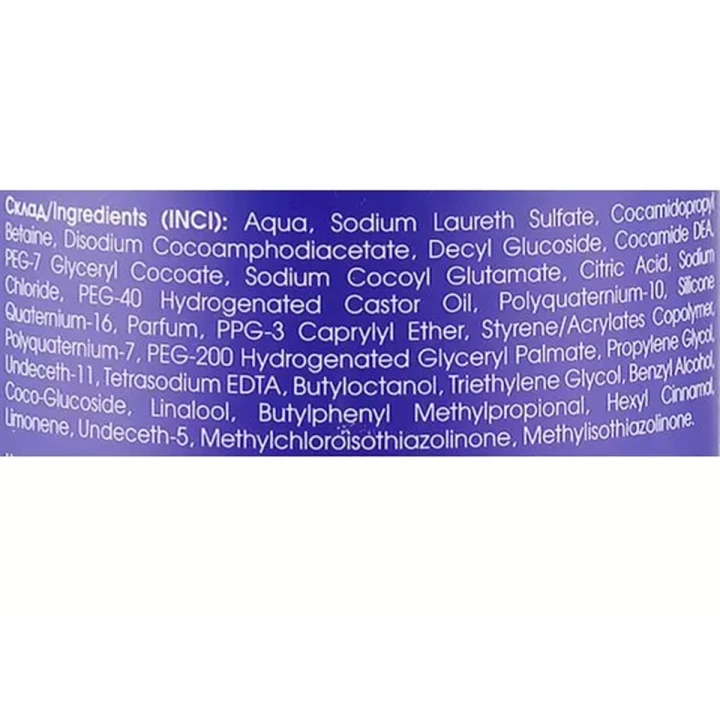 Склад/Ingredients (INCI): Aqua, Sodium Laureth Sulfate, Cocamidopropyl
Betaine, Disodium Cocoamphodiacetate, Decyl Glucoside, Cocamide DEA,
PEG-7 Glyceryl Cocoate, Sodium Cocoyl Glutamate, Citric Acid, Sodium
Chloride, PEG-40 Hydrogenated Castor Oil, Polyquaternium-10, Silicone
Quaternium-16, Parfum, PPG-3 Caprylyl Ether, Styrene/Acrylates Copolymer,
Polyquaternium-7, PEG-200 Hydrogenated Glyceryl Palmate, Propylene Glycol,
Undeceth-11, Tetrasodium EDTA, Butyloctanol, Triethylene Glycol, Benzyl Alcohol,
Coco-Glucoside, Linalool, Butylphenyl Methylpropional, Hexyl Cinnamal,
Limonene, Undeceth-5, Methylchloroisothiazolinone, Methylisothiazolinone.